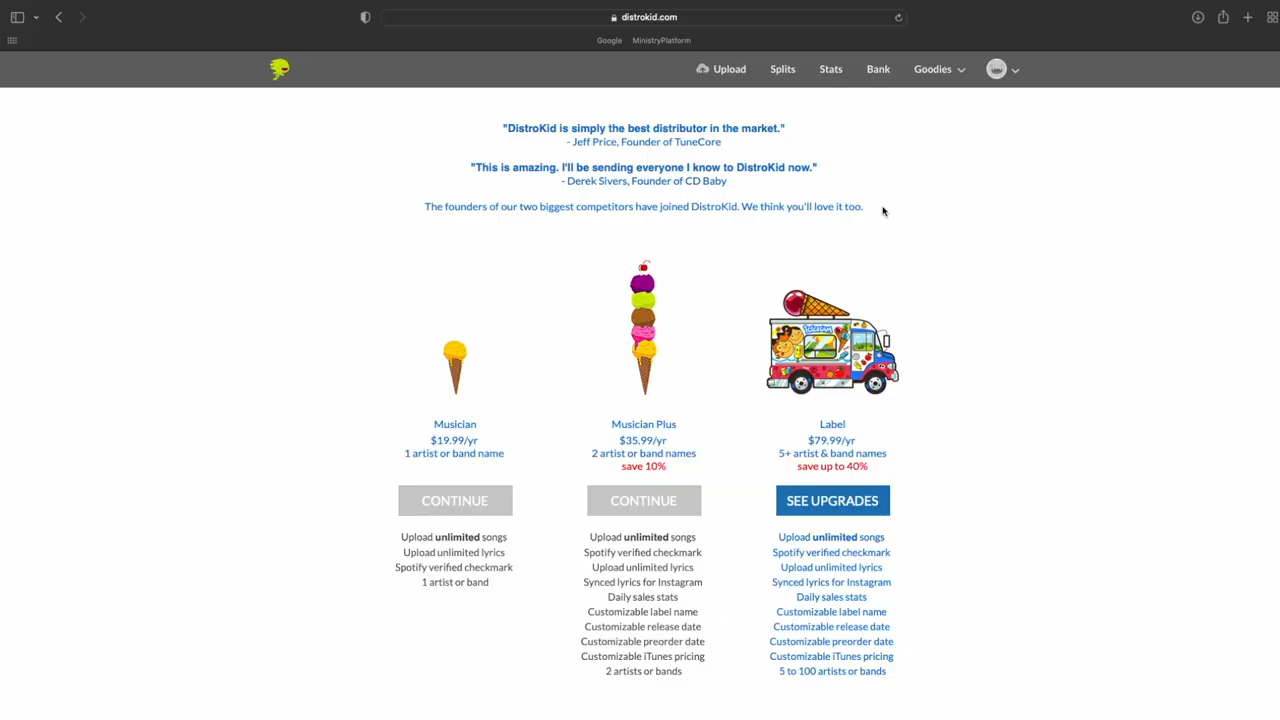 distrokid.com
Google MinistryPlatform
Upload Splits Stats Bank Goodies
"DistroKid is simply the best distributor in the market."
- Jeff Price, Founder of TuneCore
"This is amazing. I'll be sending everyone I know to DistroKid now."
- Derek Sivers, Founder of CD Baby
The founders of our two biggest competitors have joined DistroKid. We think you'll love it too.
Musician
$19.99/yr
1 artist or band name
CONTINUE
Upload unlimited songs
Upload unlimited lyrics
Spotify verified checkmark
1 artist or band
Musician Plus
$35.99/yr
2 artist or band names
save 10%
CONTINUE
Upload unlimited songs
Spotify verified checkmark
Upload unlimited lyrics
Synced lyrics for Instagram
Daily sales stats
Customizable label name
Customizable release date
Customizable preorder date
Customizable iTunes pricing
2 artists or bands
Label
$79.99/yr
5+ artist & band names
save up to 40%
SEE UPGRADES
Upload unlimited songs
Spotify verified checkmark
Upload unlimited lyrics
Synced lyrics for Instagram
Daily sales stats
Customizable label name
Customizable release date
Customizable preorder date
Customizable iTunes pricing
5 to 100 artists or bands